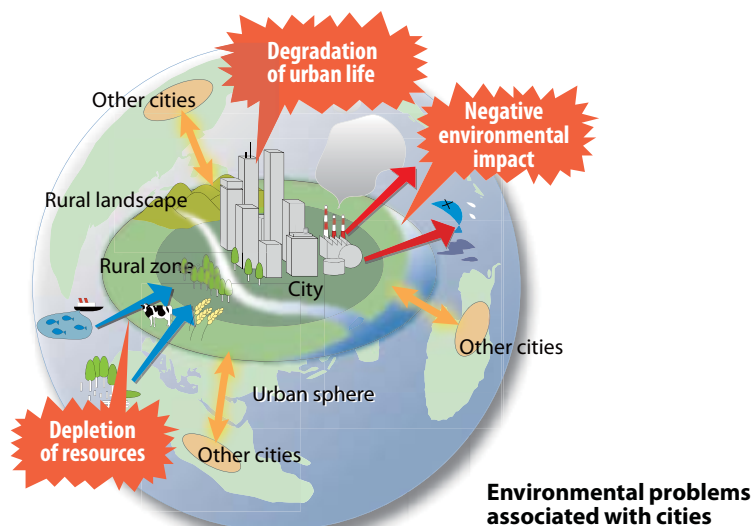 Degradation
of urban life
Other cities
Negative
environmental
impact
Rural landscape
Rural zone
City
Other cities
Urban sphere
Depletion
of resources
Other cities
Environmental problems
associated with cities